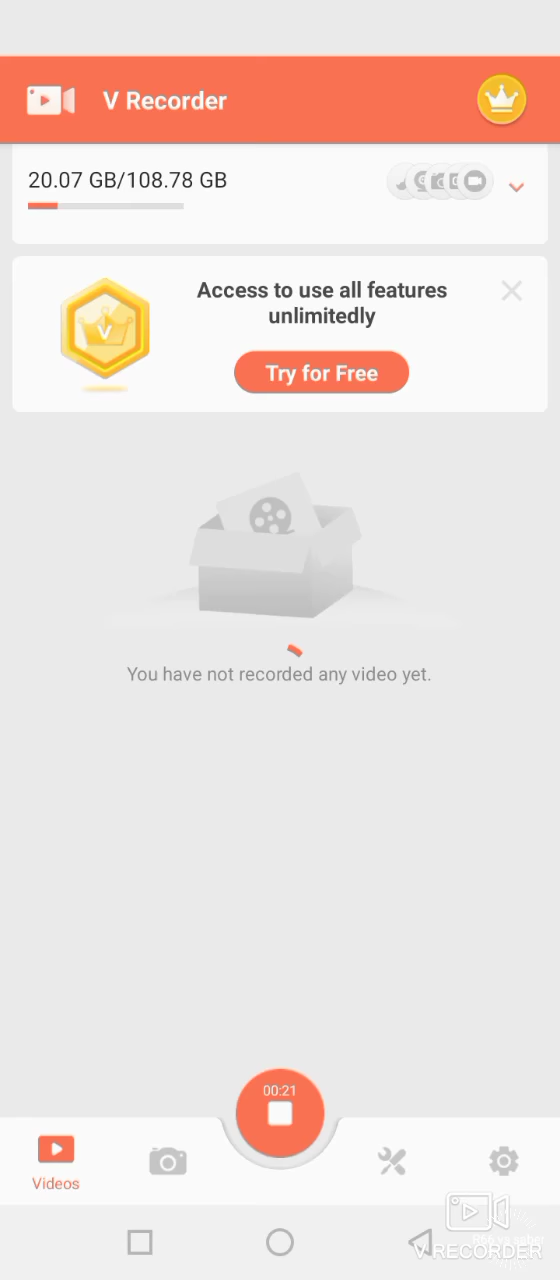 V Recorder
20.07 GB/108.78 GB
Access to use all features
unlimitedly
Try for Free
You have not recorded any video yet.
00:21
Videos
V RECORDER